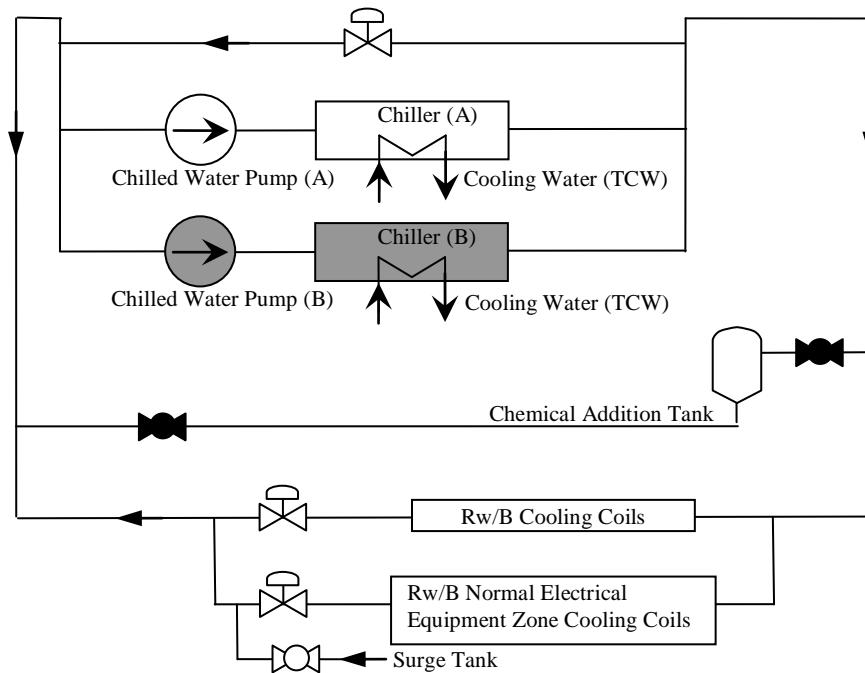 Chiller (A)
Chilled Water Pump (A)
Cooling Water (TCW)
Chiller (B)
Chilled Water Pump (B)
Cooling Water (TCW)
Chemical Addition Tank
Rw/B Cooling Coils
Rw/B Normal Electrical
Equipment Zone Cooling Coils
Surge Tank